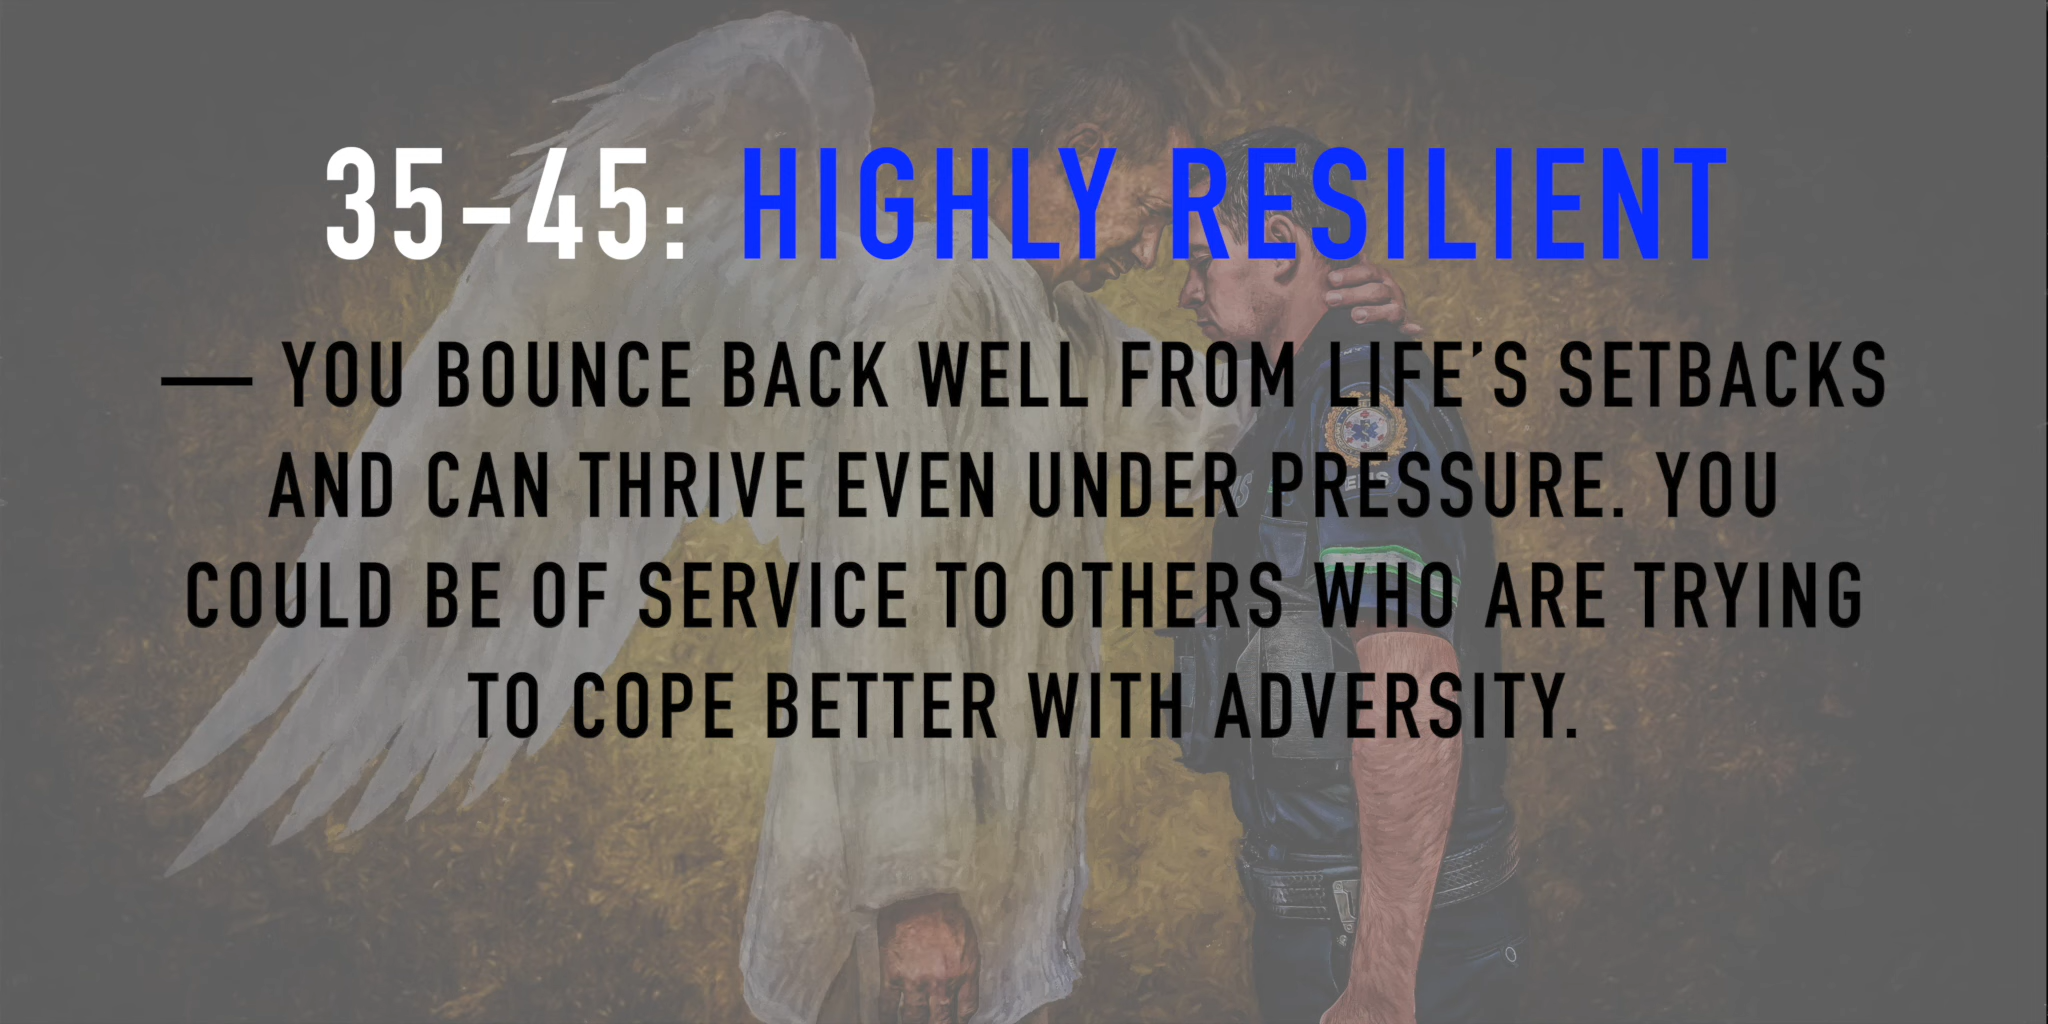 35-45: HIGHLY RESILIENT
— YOU BOUNCE BACK WELL FROM LIFE’S SETBACKS
AND CAN THRIVE EVEN UNDER PRESSURE. YOU
COULD BE OF SERVICE TO OTHERS WHO ARE TRYING
TO COPE BETTER WITH ADVERSITY.
EMS